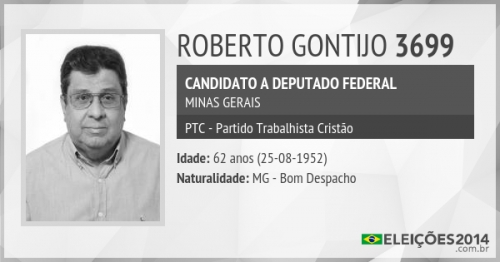 ROBERTO GONTIJO 3699
CANDIDATO A DEPUTADO FEDERAL
MINAS GERAIS
PTC - Partido Trabalhista Cristão
Idade: 62 anos (25-08-1952)
Naturalidade: MG - Bom Despacho
ELEIÇÕES2014
.com.br